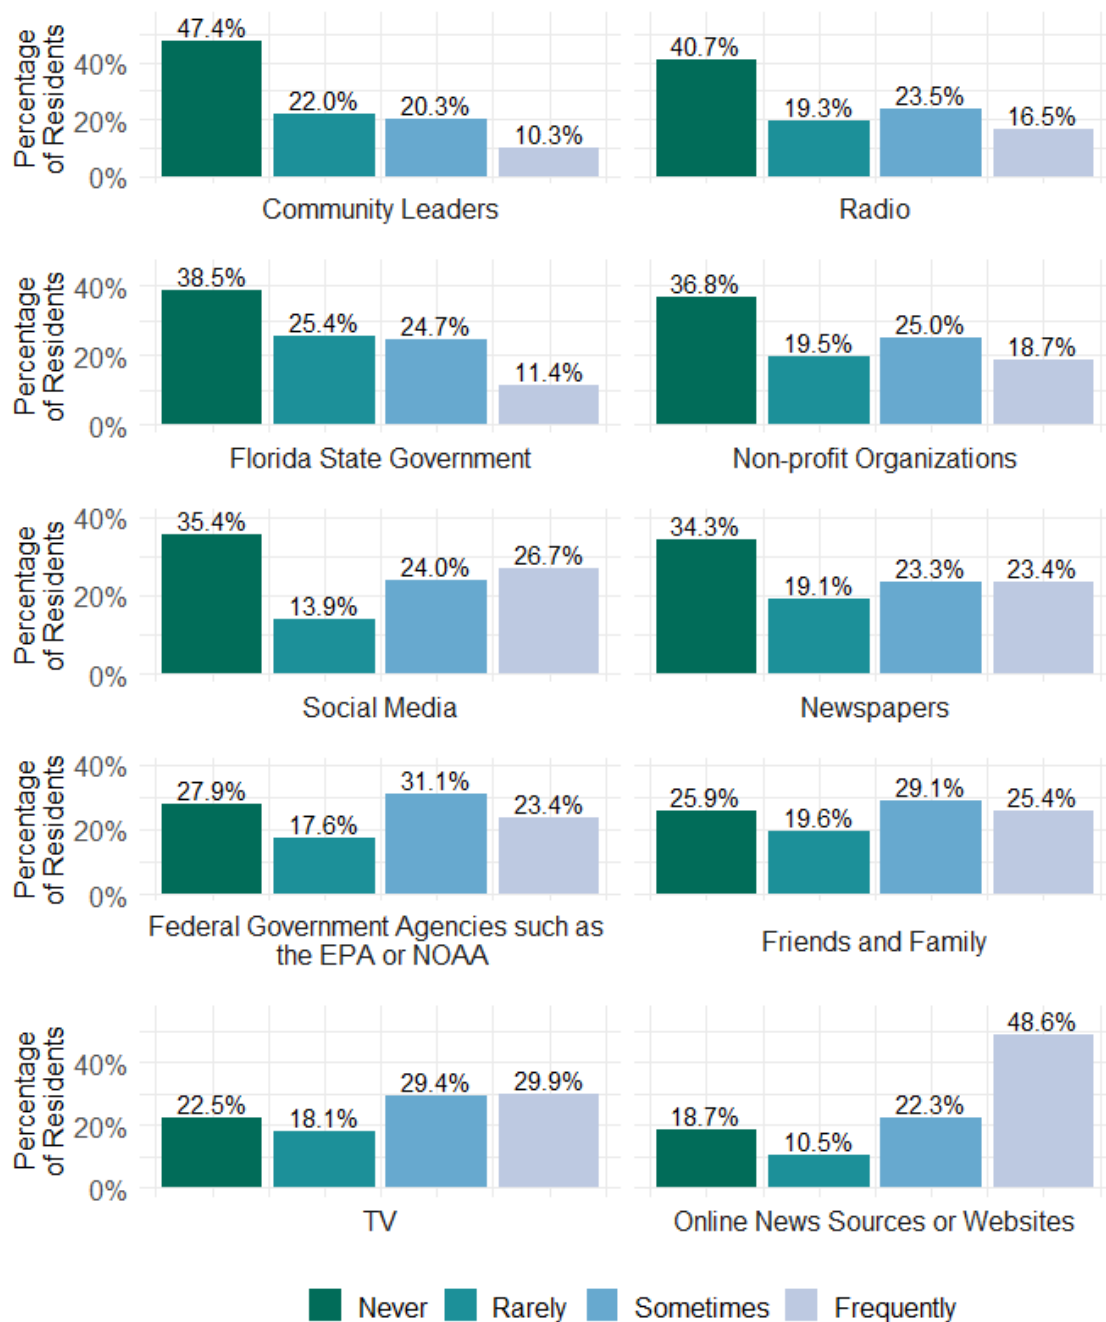 47.4%
22.0%
20.3%
10.3%
Percentage
of Residents
40%
20%
0%
Community Leaders
40.7%
19.3%
23.5%
16.5%
Radio
38.5%
25.4%
24.7%
11.4%
Percentage
of Residents
40%
20%
0%
Florida State Government
36.8%
19.5%
25.0%
18.7%
Non-profit Organizations
35.4%
13.9%
24.0%
26.7%
Percentage
of Residents
40%
20%
0%
Social Media
34.3%
19.1%
23.3%
23.4%
Newspapers
27.9%
17.6%
31.1%
23.4%
Percentage
of Residents
40%
20%
0%
Federal Government Agencies such as
the EPA or NOAA
25.9%
19.6%
29.1%
25.4%
Friends and Family
22.5%
18.1%
29.4%
29.9%
Percentage
of Residents
40%
20%
0%
TV
18.7%
10.5%
22.3%
48.6%
Online News Sources or Websites
Never
Rarely
Sometimes
Frequently